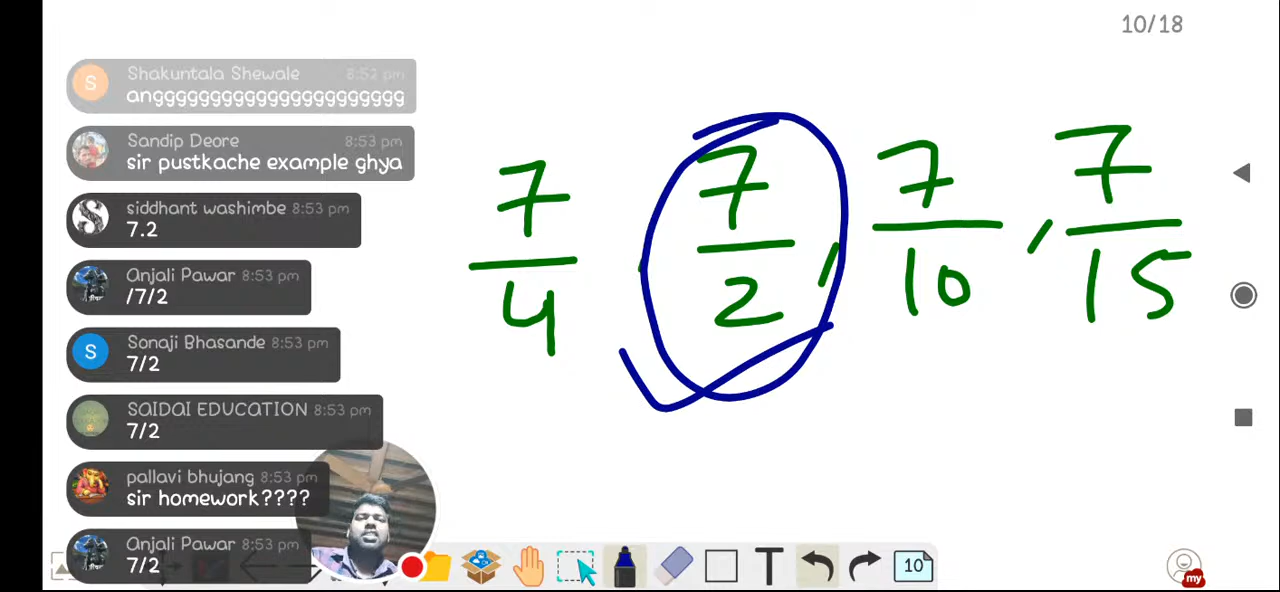 10/18
Shakuntala Shewale 8:52 pm
anggggggggggggggggggggggg
Sandip Deore 8:53 pm
sir pustkache example ghya
siddhant washimbe 8:53 pm
7.2
Anjali Pawar 8:53 pm
/7/2
Sonaji Bhasande 8:53 pm
7/2
SAIDAI EDUCATION 8:53 pm
7/2
pallavi bhujang 8:53 pm
sir homework????
Anjali Pawar 8:53 pm
7/2
7/4, 7/2, 7/10, 7/15
T
10
my